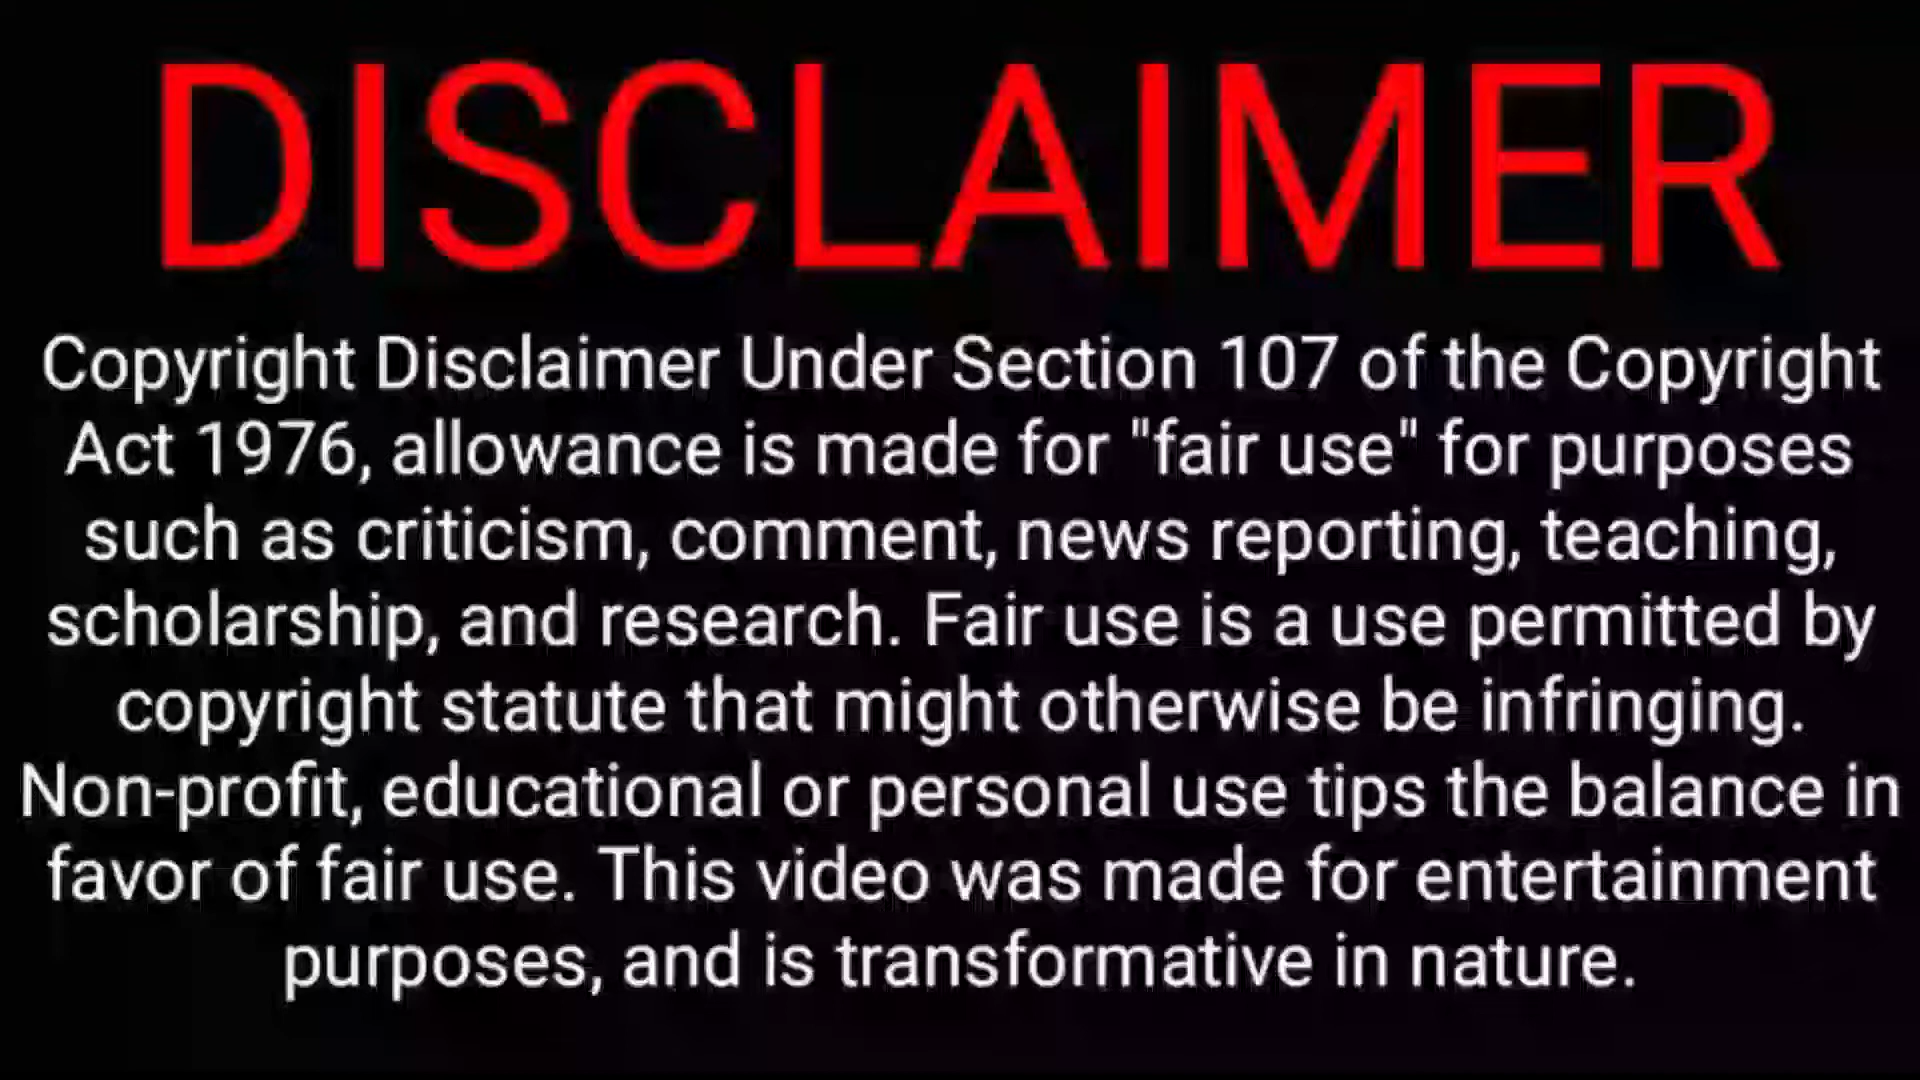 DISCLAIMER
Copyright Disclaimer Under Section 107 of the Copyright
Act 1976, allowance is made for "fair use" for purposes
such as criticism, comment, news reporting, teaching,
scholarship, and research. Fair use is a use permitted by
copyright statute that might otherwise be infringing.
Non-profit, educational or personal use tips the balance in
favor of fair use. This video was made for entertainment
purposes, and is transformative in nature.